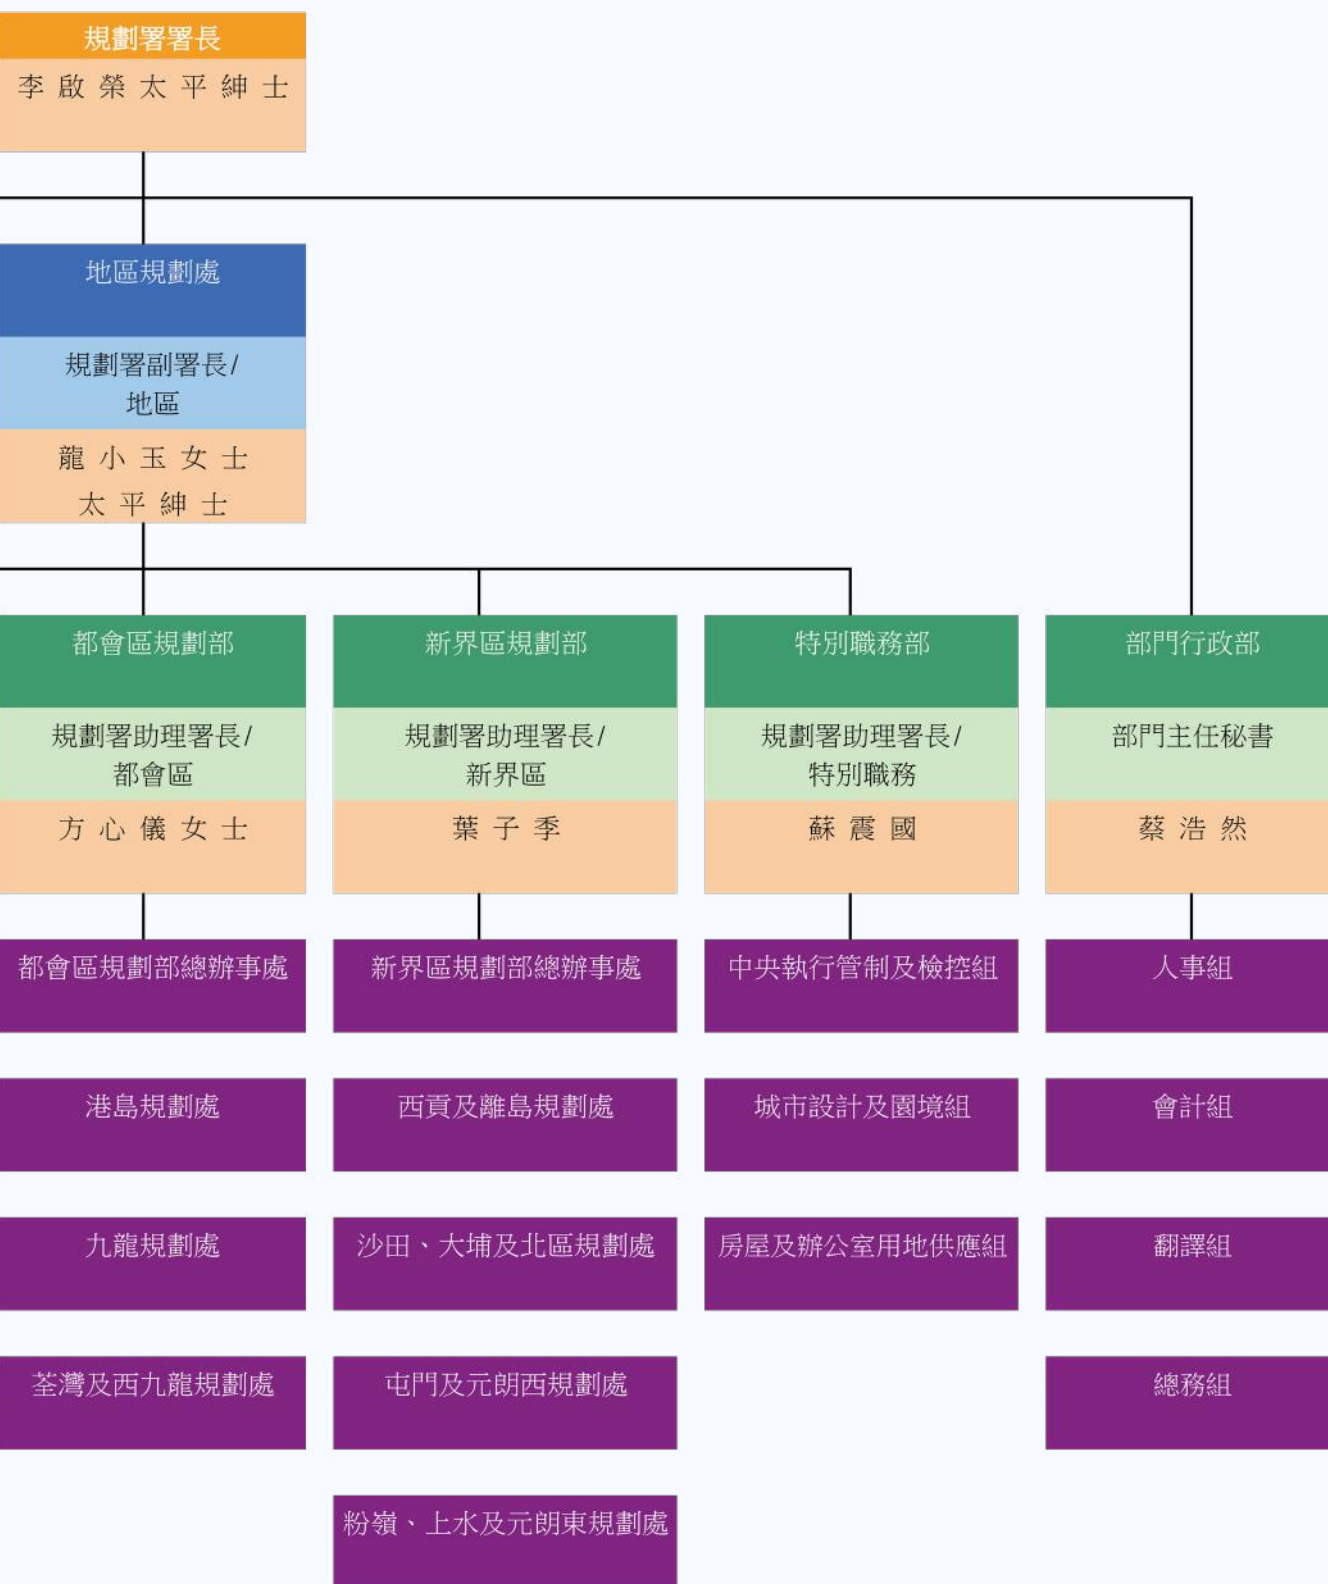 規劃署署長
李啟榮太平紳士
地區規劃處
規劃署副署長/
地區
龍小玉女士
太平紳士
都會區規劃部
規劃署助理署長/
都會區
方心儀女士
都會區規劃部總辦事處
港島規劃處
九龍規劃處
荃灣及西九龍規劃處
新界區規劃部
規劃署助理署長/
新界區
葉子季
新界區規劃部總辦事處
西貢及離島規劃處
沙田、大埔及北區規劃處
屯門及元朗西規劃處
粉嶺、上水及元朗東規劃處
特別職務部
規劃署助理署長/
特別職務
蘇震國
中央執行管制及檢控組
城市設計及園境組
房屋及辦公室用地供應組
部門行政部
部門主任秘書
蔡浩然
人事組
會計組
翻譯組
總務組